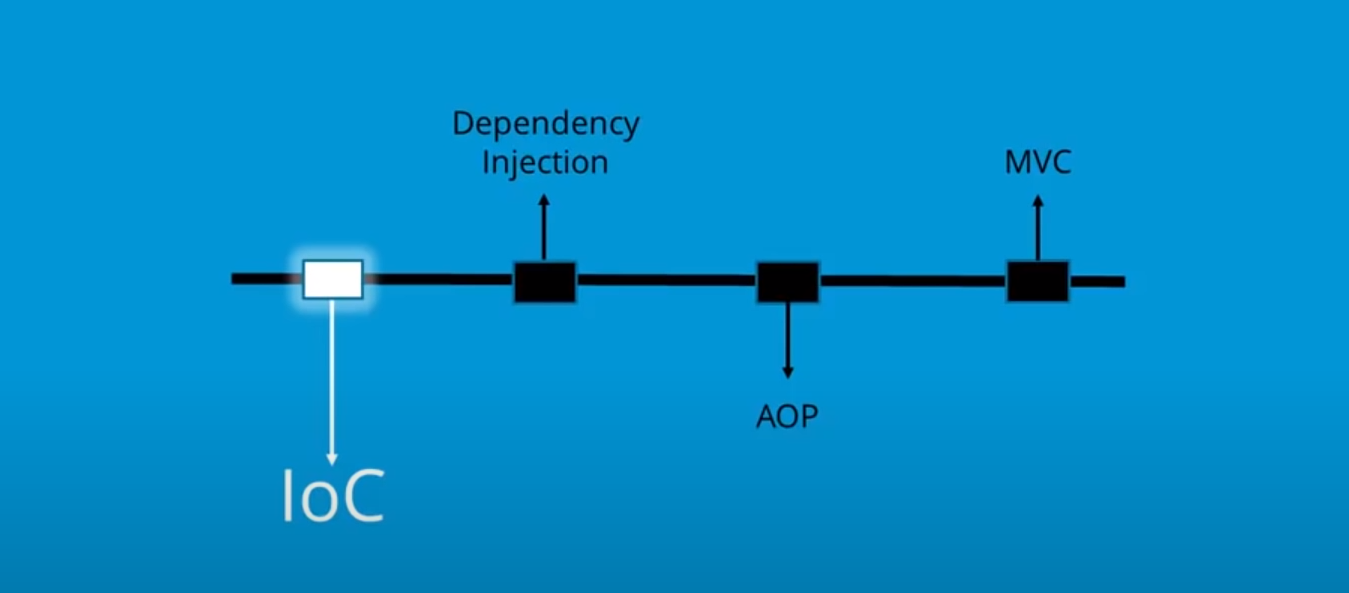 Dependency
Injection
MVC
AOP
IoC